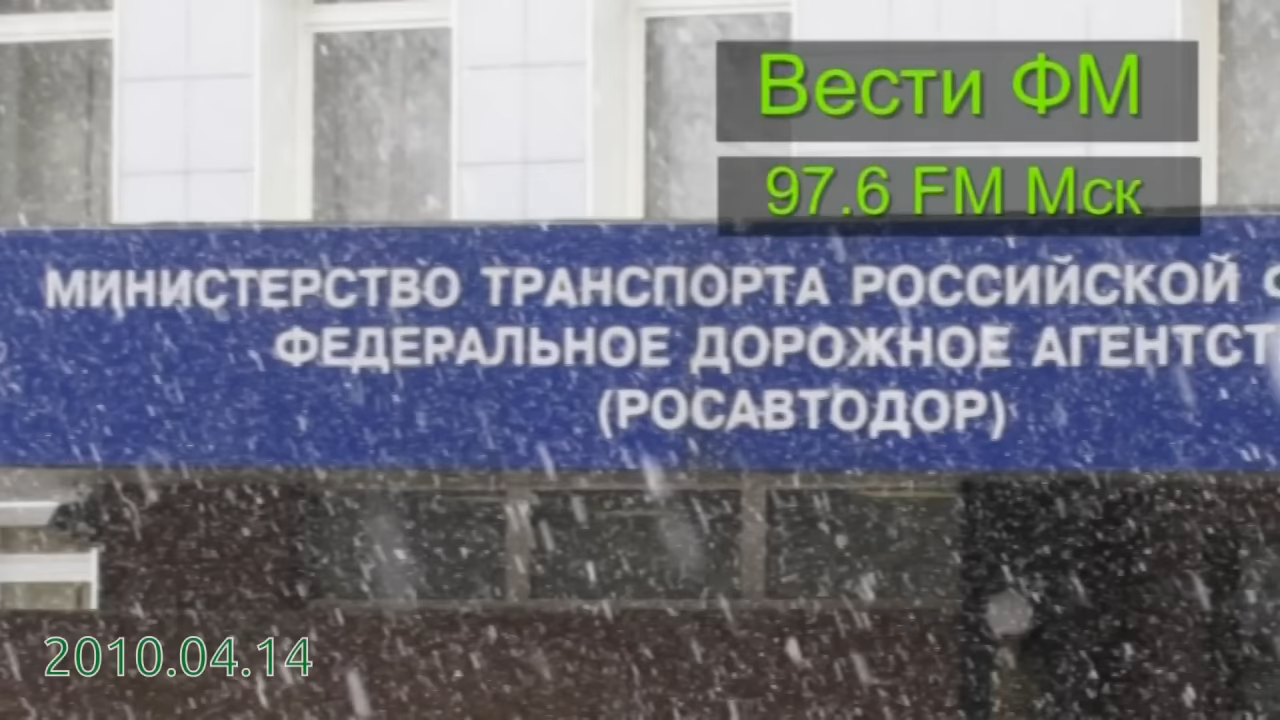 Вести ФМ
97.6 FM Мск
МИНИСТЕРСТВО ТРАНСПОРТА РОССИЙСКОЙ Ф
ФЕДЕРАЛЬНОЕ ДОРОЖНОЕ АГЕНТСТ
(РОСАВТОДОР)
2010.04.14